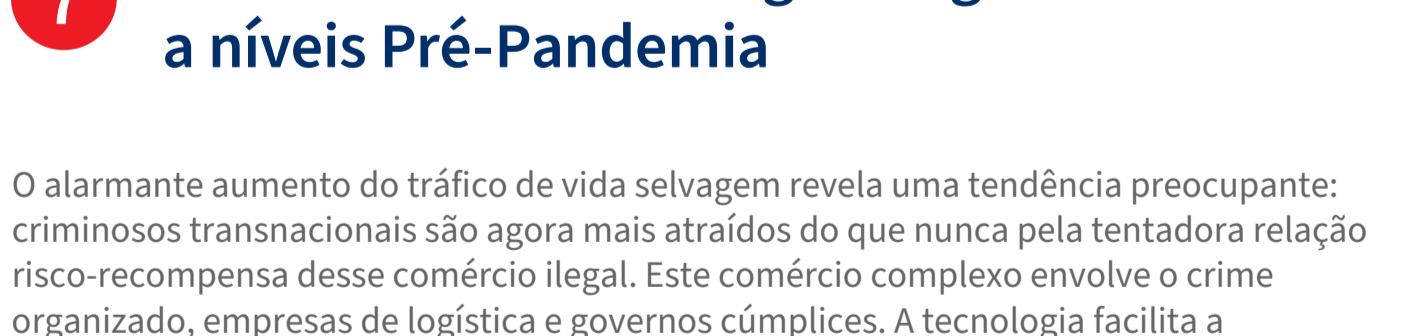 7
a níveis Pré-Pandemia
O alarmante aumento do tráfico de vida selvagem revela uma tendência preocupante:
criminosos transnacionais são agora mais atraídos do que nunca pela tentadora relação
risco-recompensa desse comércio ilegal. Este comércio complexo envolve o crime
organizado, empresas de logística e governos cúmplices. A tecnologia facilita a